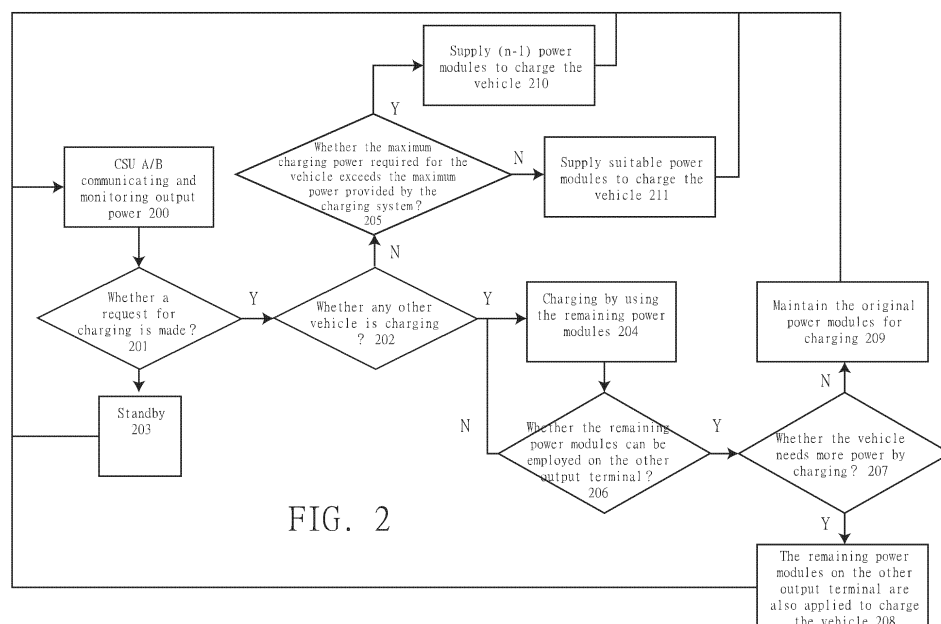 Supply (n-1) power
modules to charge the
vehicle 210
Y
Whether the maximum
charging power required for the
vehicle exceeds the maximum
power provided by the
charging system?
205
N
Supply suitable power
modules to charge the
vehicle 211
CSU A/B
communicating and
monitoring output
power 200
N
Whether a
request for
charging is made?
201
Y
Whether any other
vehicle is charging
? 202
Y
Charging by using
the remaining power
modules 204
Maintain the original
power modules for
charging 209
N
Standby
203
N
Whether the remaining
power modules can be
employed on the other
output terminal?
206
Y
Whether the vehicle
needs more power by
charging? 207
Y
FIG. 2
The remaining power
modules on the other
output terminal are
also applied to charge
the vehicle 208